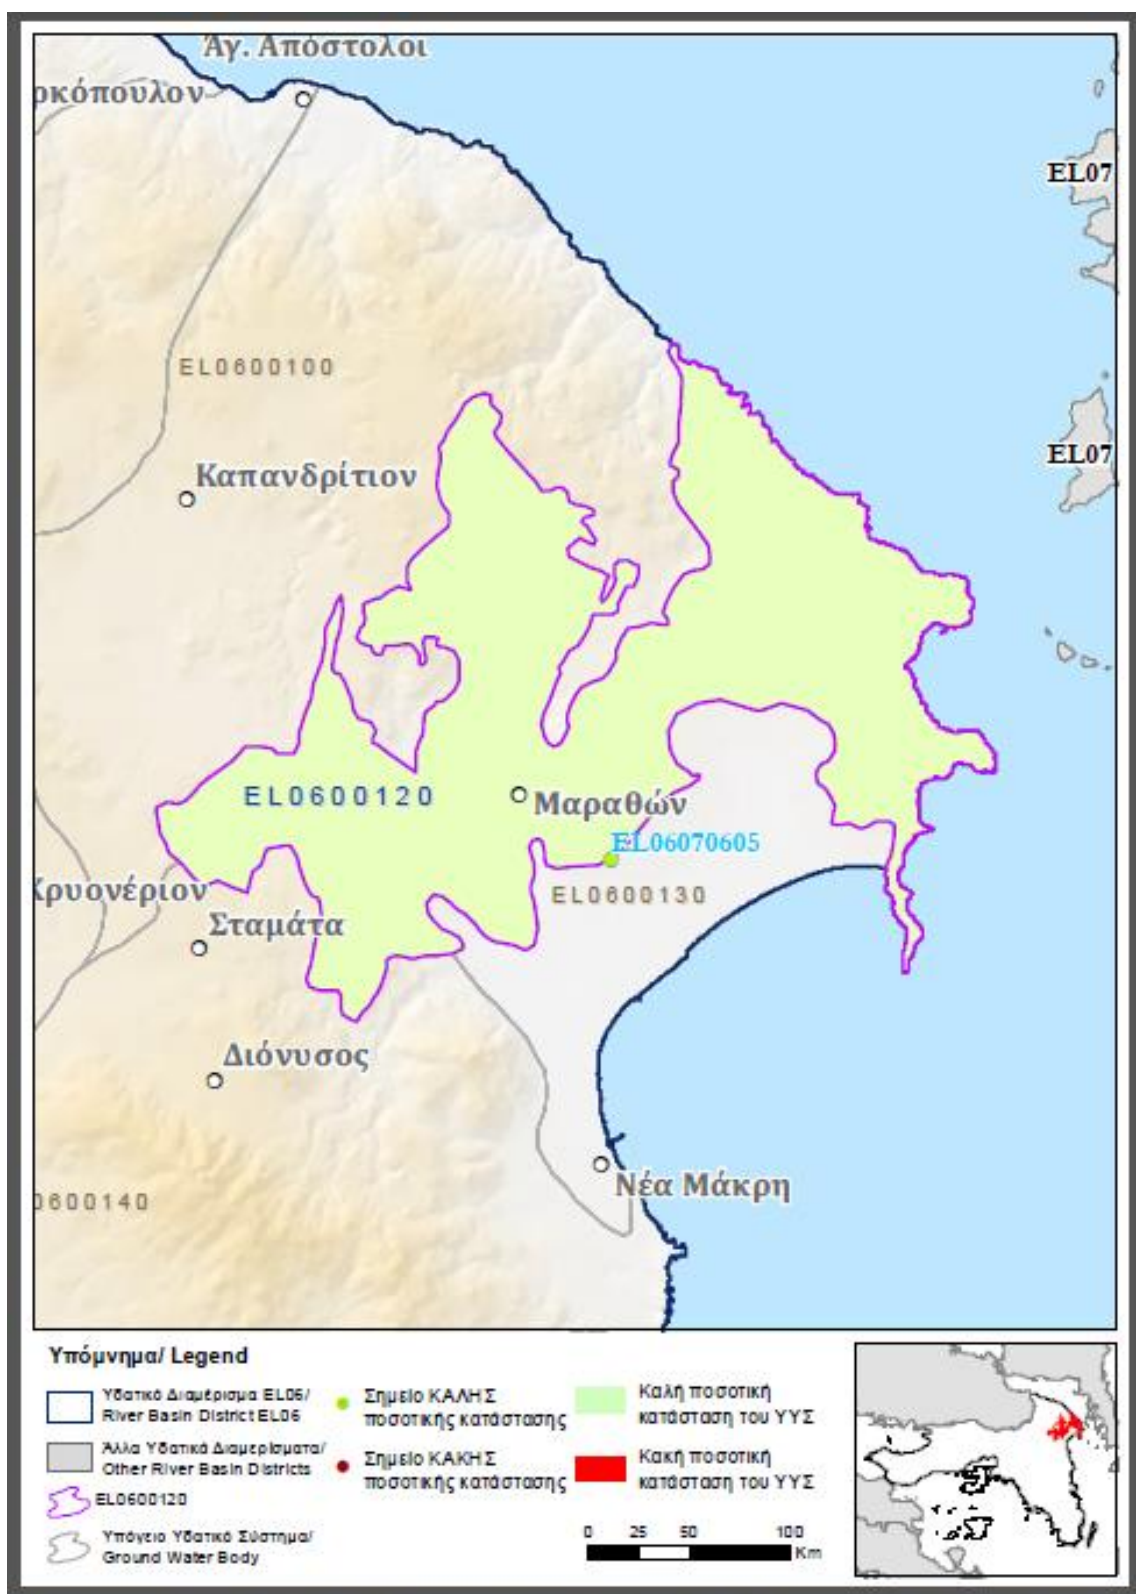 Άγ. Απόστολοι
ρκόπουλον
EL07
EL0600100
EL07
Καπανδρίτιον
EL0600120
Μαραθών
EL06070605
Κρυονέριον
EL0600130
Σταμάτα
Διόνυσος
Νέα Μάκρη
0600140
Υπόμνημα/ Legend
Υδατικό Διαμέρισμα EL06/
River Basin District EL06
Άλλα Υδατικά Διαμερίσματα/
Other River Basin Districts
EL0600120
Υπόγειο Υδατικό Σύστημα/
Ground Water Body
Σημείο ΚΑΛΗΣ
ποσοτικής κατάστασης
Σημείο ΚΑΚΗΣ
ποσοτικής κατάστασης
Καλή ποσοτική
κατάσταση του ΥΥΣ
Κακή ποσοτική
κατάσταση του ΥΥΣ
0 25 50 100
Km